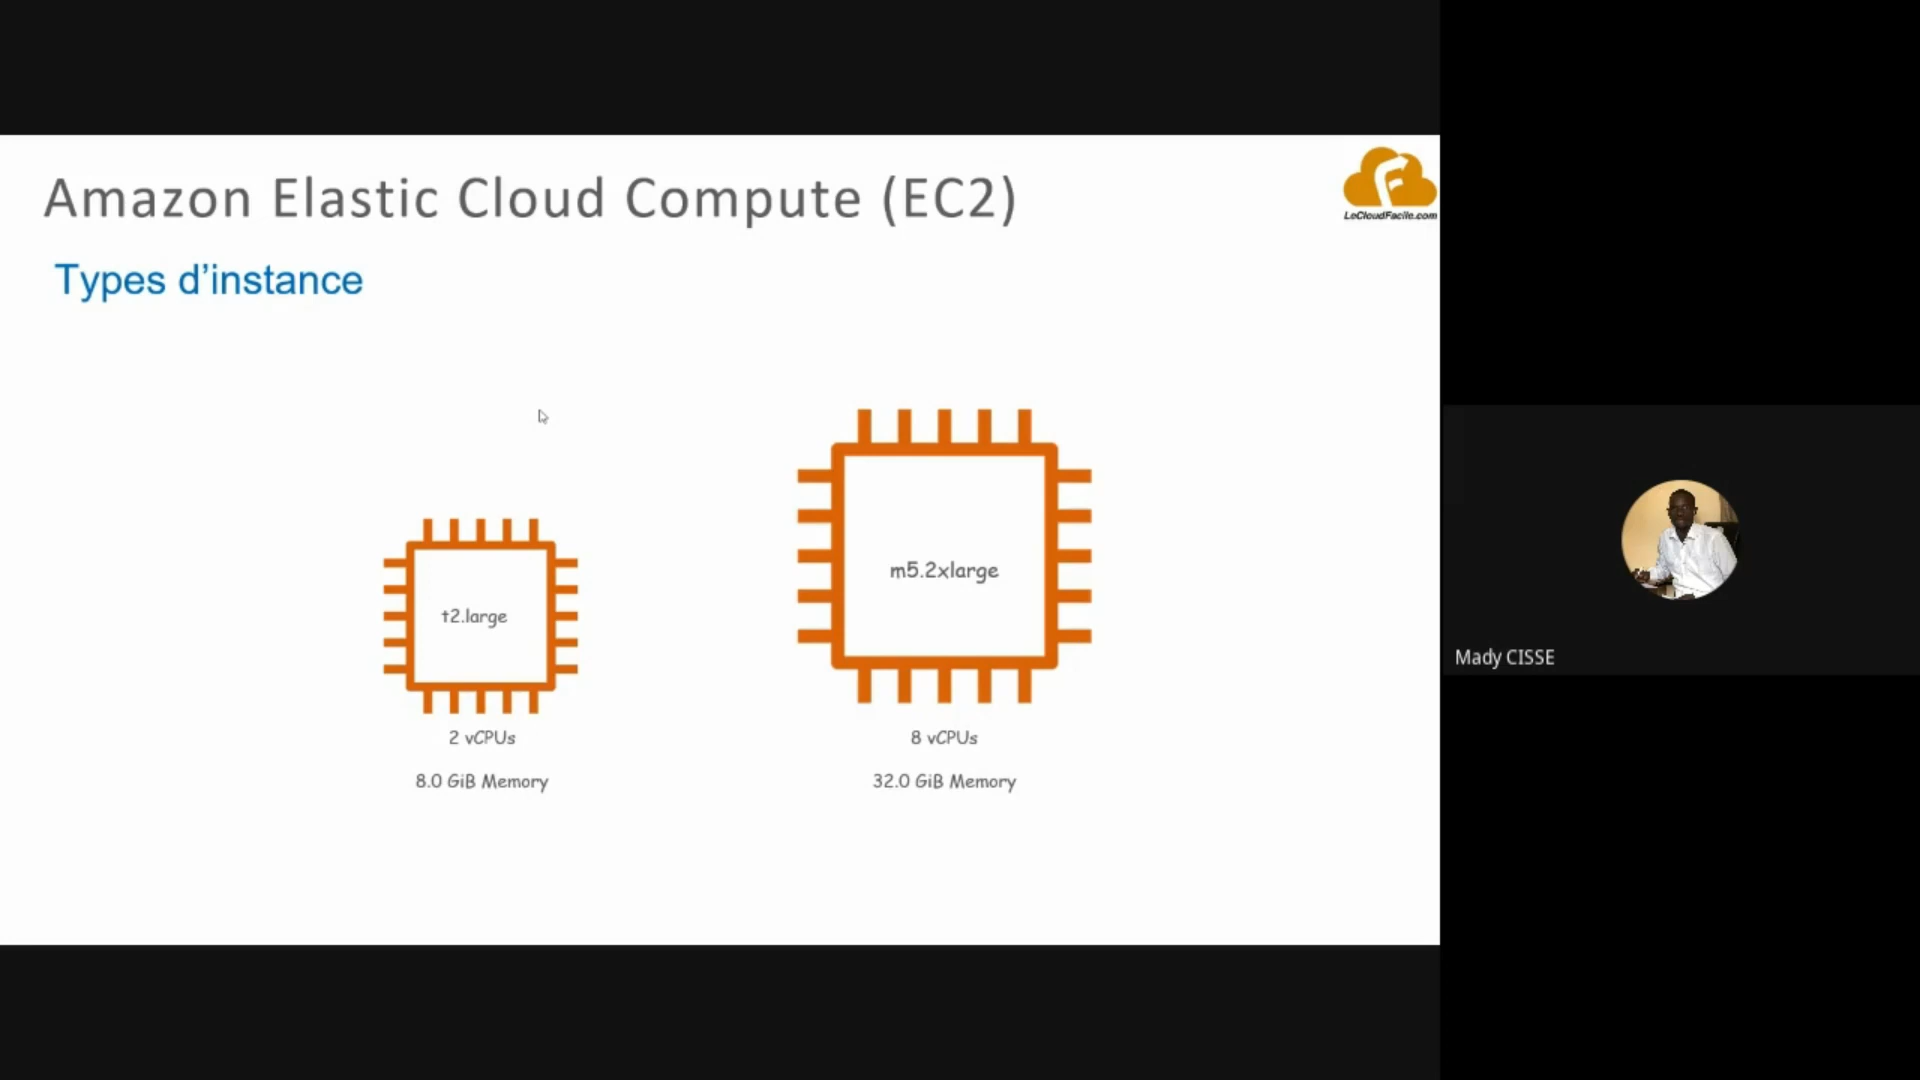 Amazon Elastic Cloud Compute (EC2)
LeCloudFacile.com
Types d’instance
t2.large
2 vCPUs
8.0 GiB Memory
m5.2xlarge
8 vCPUs
32.0 GiB Memory
Mady CISSE